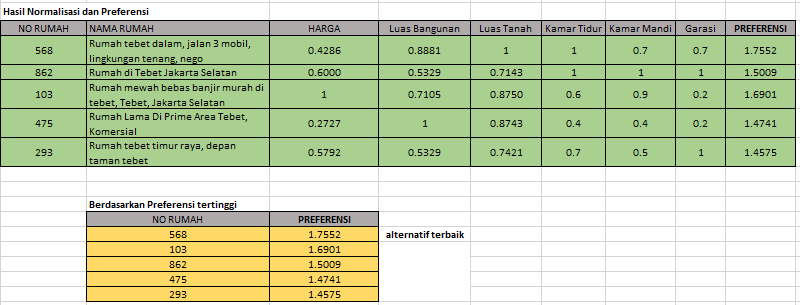 Hasil Normalisasi dan Preferensi
NO RUMAH NAMA RUMAH HARGA Luas Bangunan Luas Tanah Kamar Tidur Kamar Mandi Garasi PREFERENSI
568 Rumah tebet dalam, jalan 3 mobil, lingkungan tenang, nego 0.4286 0.8881 1 1 0.7 0.7 1.7552
862 Rumah di Tebet Jakarta Selatan 0.6000 0.5329 0.7143 1 1 1 1.5009
103 Rumah mewah bebas banjir murah di tebet, Tebet, Jakarta Selatan 1 0.7105 0.8750 0.6 0.9 0.2 1.6901
475 Rumah Lama Di Prime Area Tebet, Komersial 0.2727 1 0.8743 0.4 0.4 0.2 1.4741
293 Rumah tebet timur raya, depan taman tebet 0.5792 0.5329 0.7421 0.7 0.5 1 1.4575
Berdasarkan Preferensi tertinggi
NO RUMAH PREFERENSI
568 1.7552 alternatif terbaik
103 1.6901
862 1.5009
475 1.4741
293 1.4575